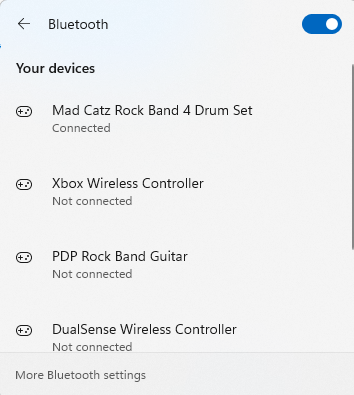 Bluetooth
Your devices
Mad Catz Rock Band 4 Drum Set
Connected
Xbox Wireless Controller
Not connected
PDP Rock Band Guitar
Not connected
DualSense Wireless Controller
Not connected
More Bluetooth settings